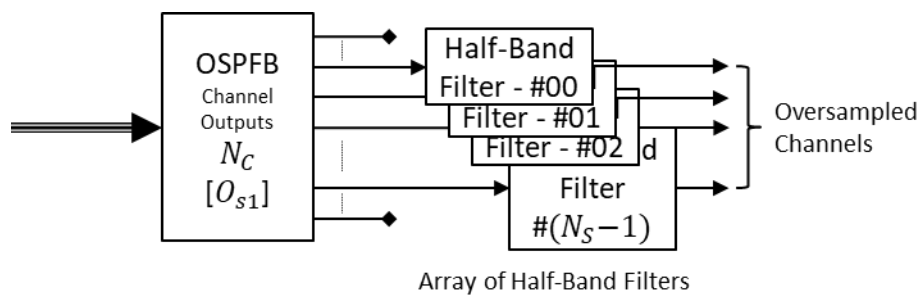 OSPFB
Channel
Outputs
N_C
[O_{s1}]
Half-Band
Filter - #00
Filter - #01
Filter - #02
d
Filter
#(N_S−1)
Oversampled
Channels
Array of Half-Band Filters